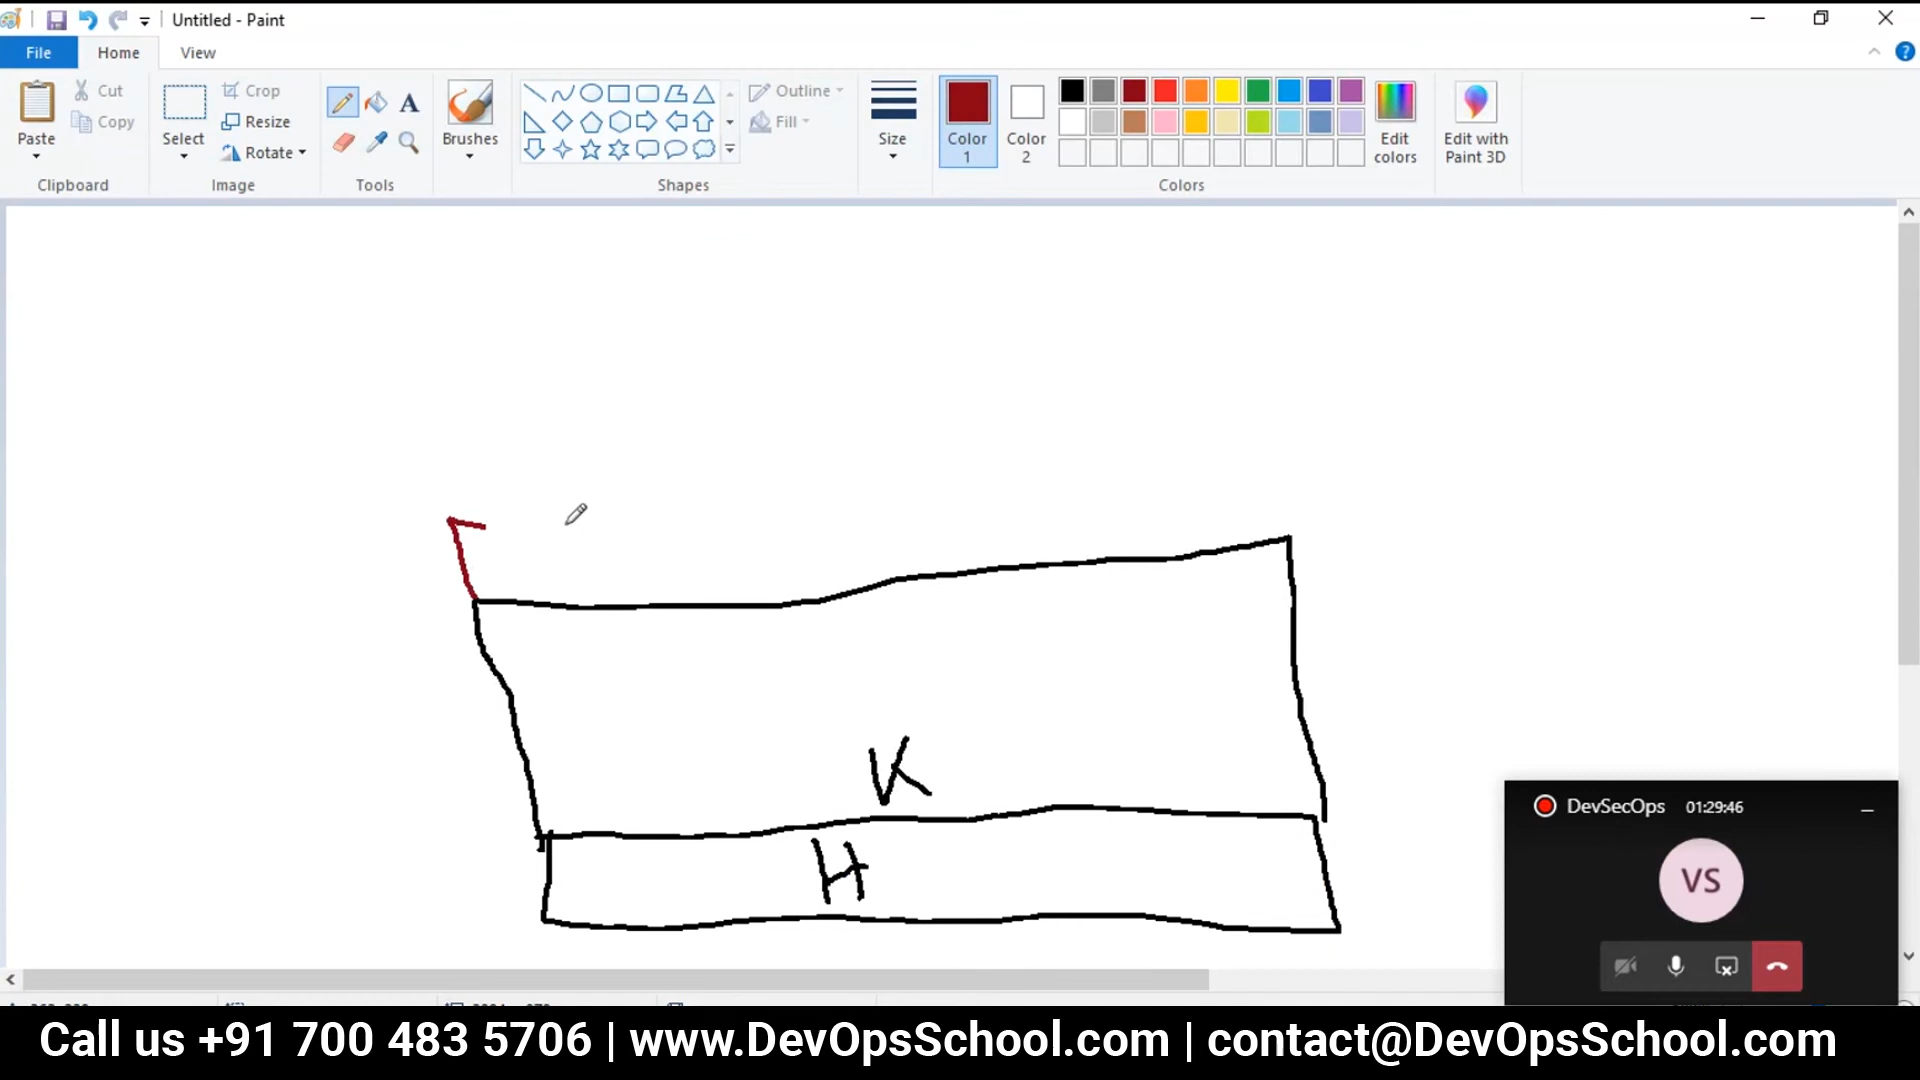 Untitled - Paint
File Home View
Paste Cut Copy
Clipboard
Select Crop Resize Rotate
Image
A
Tools
Brushes
Outline Fill
Shapes
Size
Color 1
Color 2
Edit colors
Colors
Edit with Paint 3D
K
H
DevSecOps 01:29:46
VS
Call us +91 700 483 5706 | www.DevOpsSchool.com | contact@DevOpsSchool.com